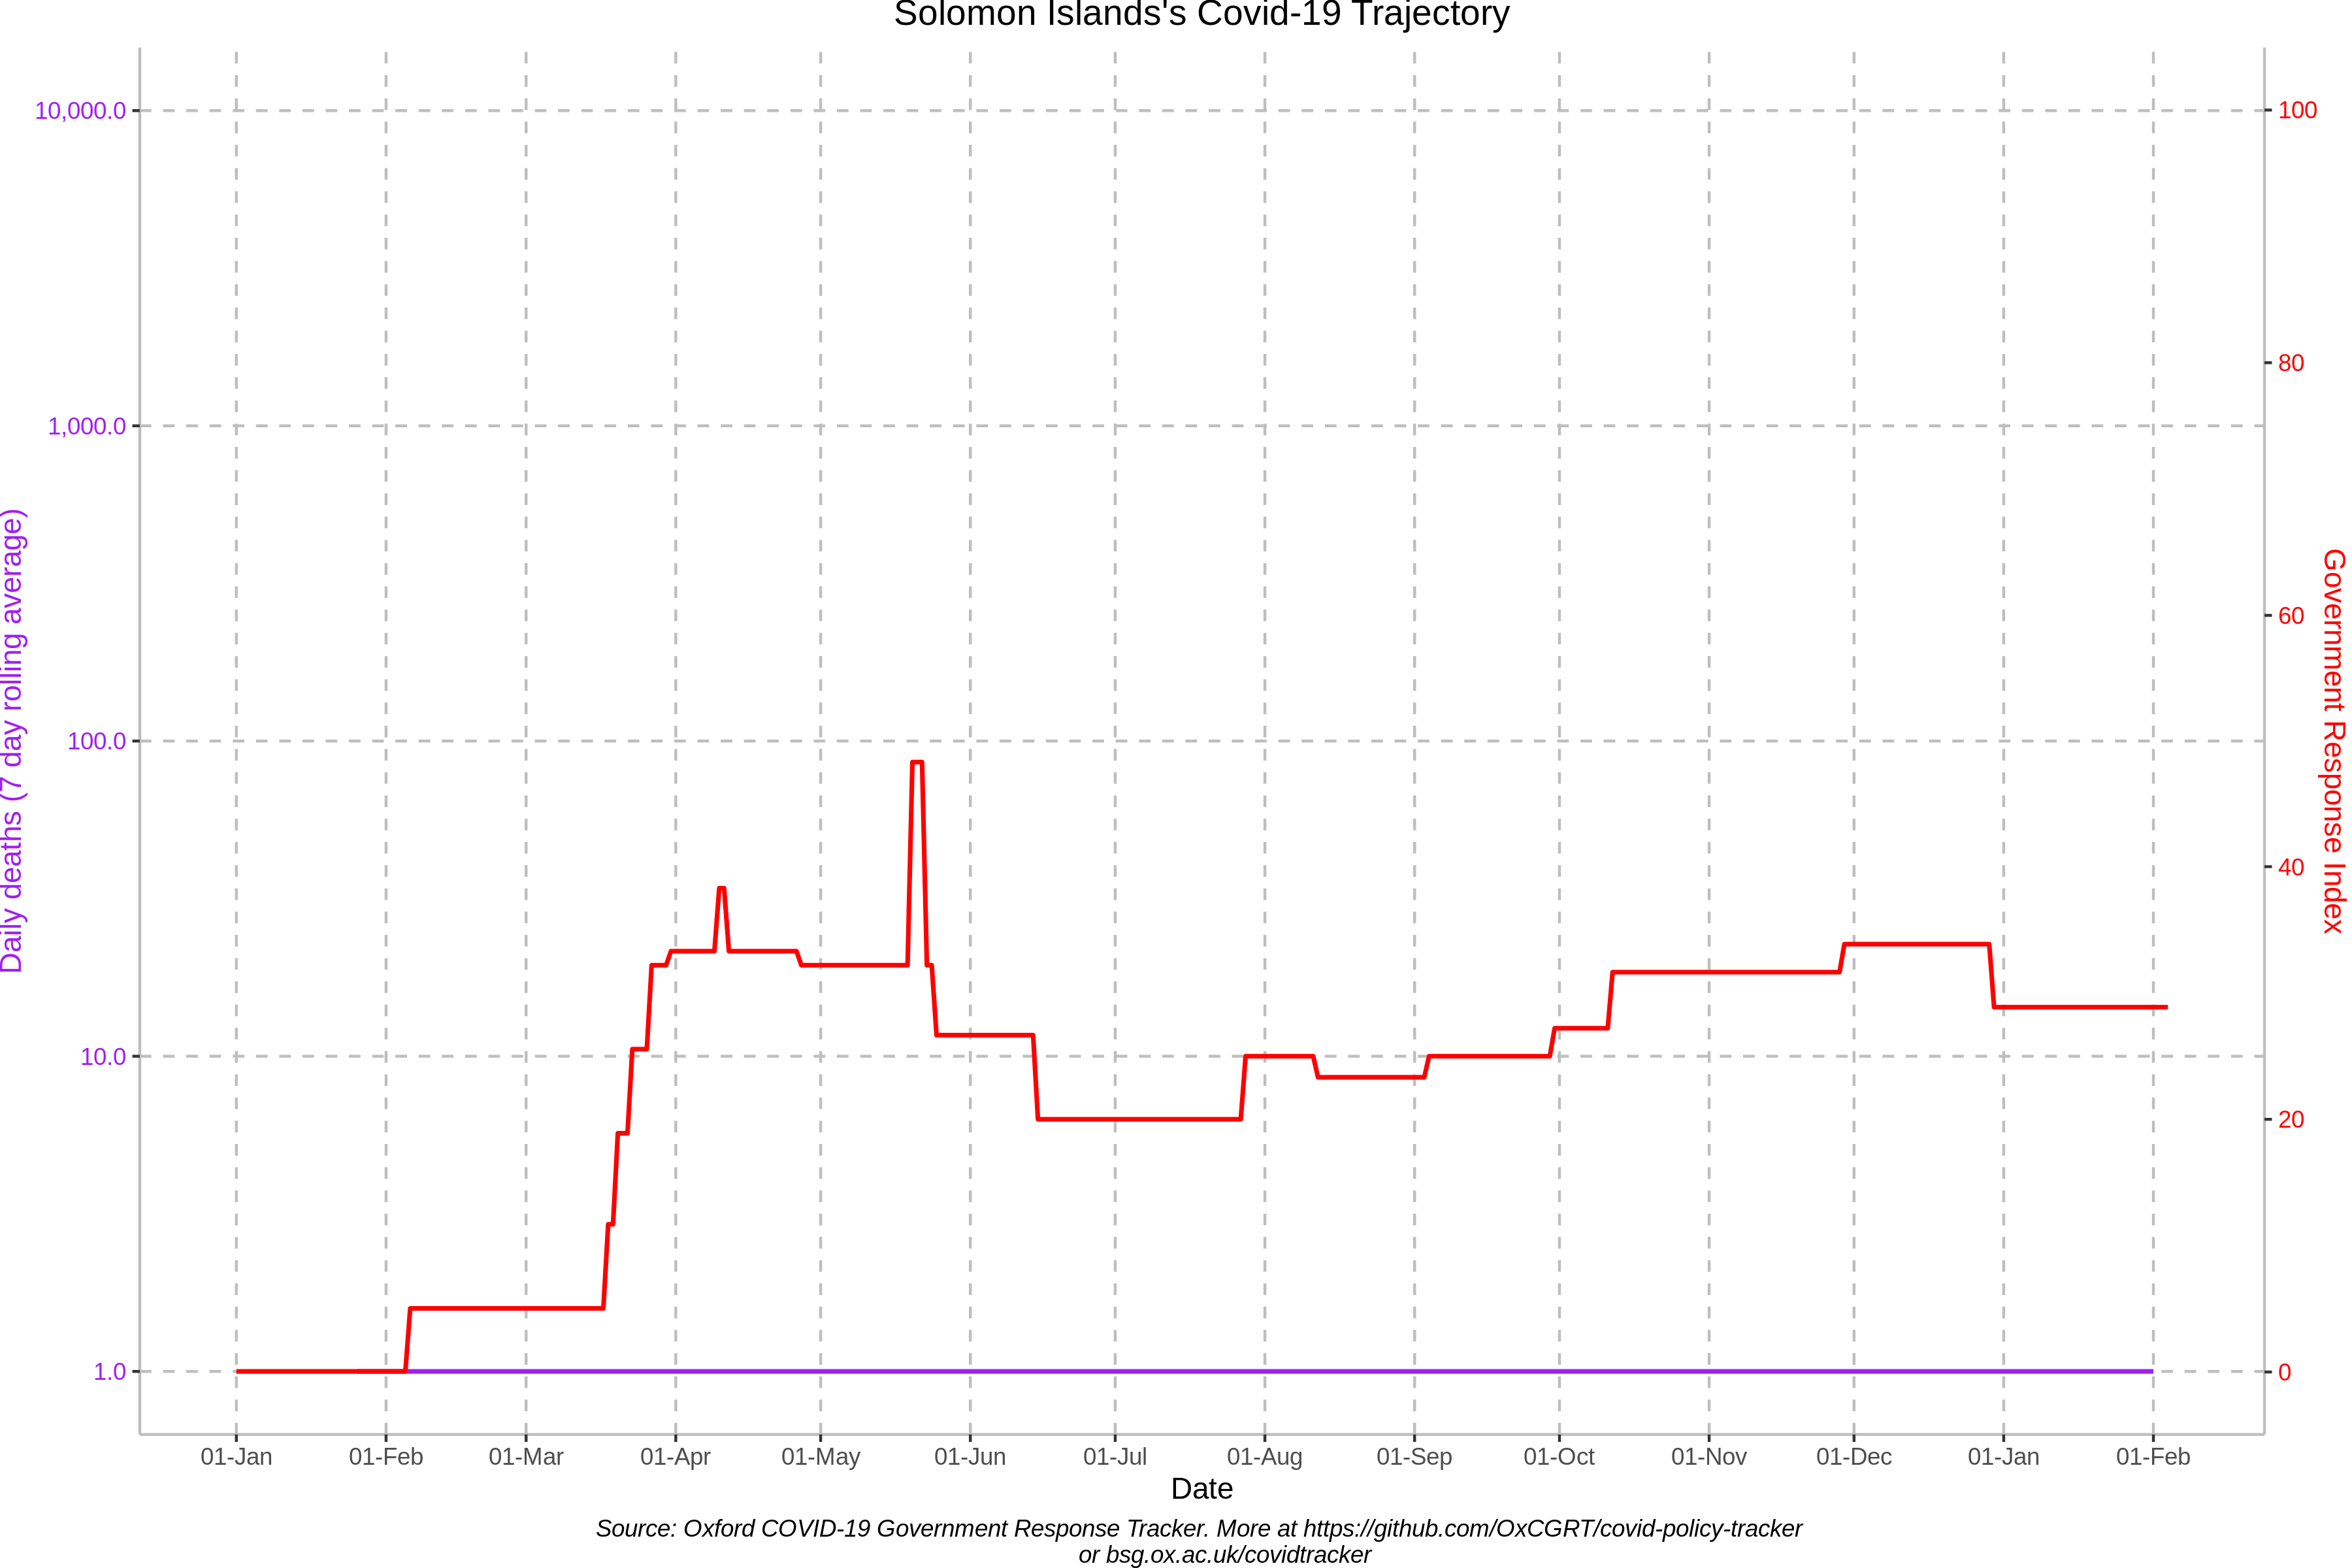 Solomon Islands's Covid-19 Trajectory
10,000.0
1,000.0
100.0
10.0
1.0
Daily deaths (7 day rolling average)
100
80
60
40
20
0
Government Response Index
01-Jan 01-Feb 01-Mar 01-Apr 01-May 01-Jun 01-Jul 01-Aug 01-Sep 01-Oct 01-Nov 01-Dec 01-Jan 01-Feb
Date
Source: Oxford COVID-19 Government Response Tracker. More at https://github.com/OxCGRT/covid-policy-tracker
or bsg.ox.ac.uk/covidtracker